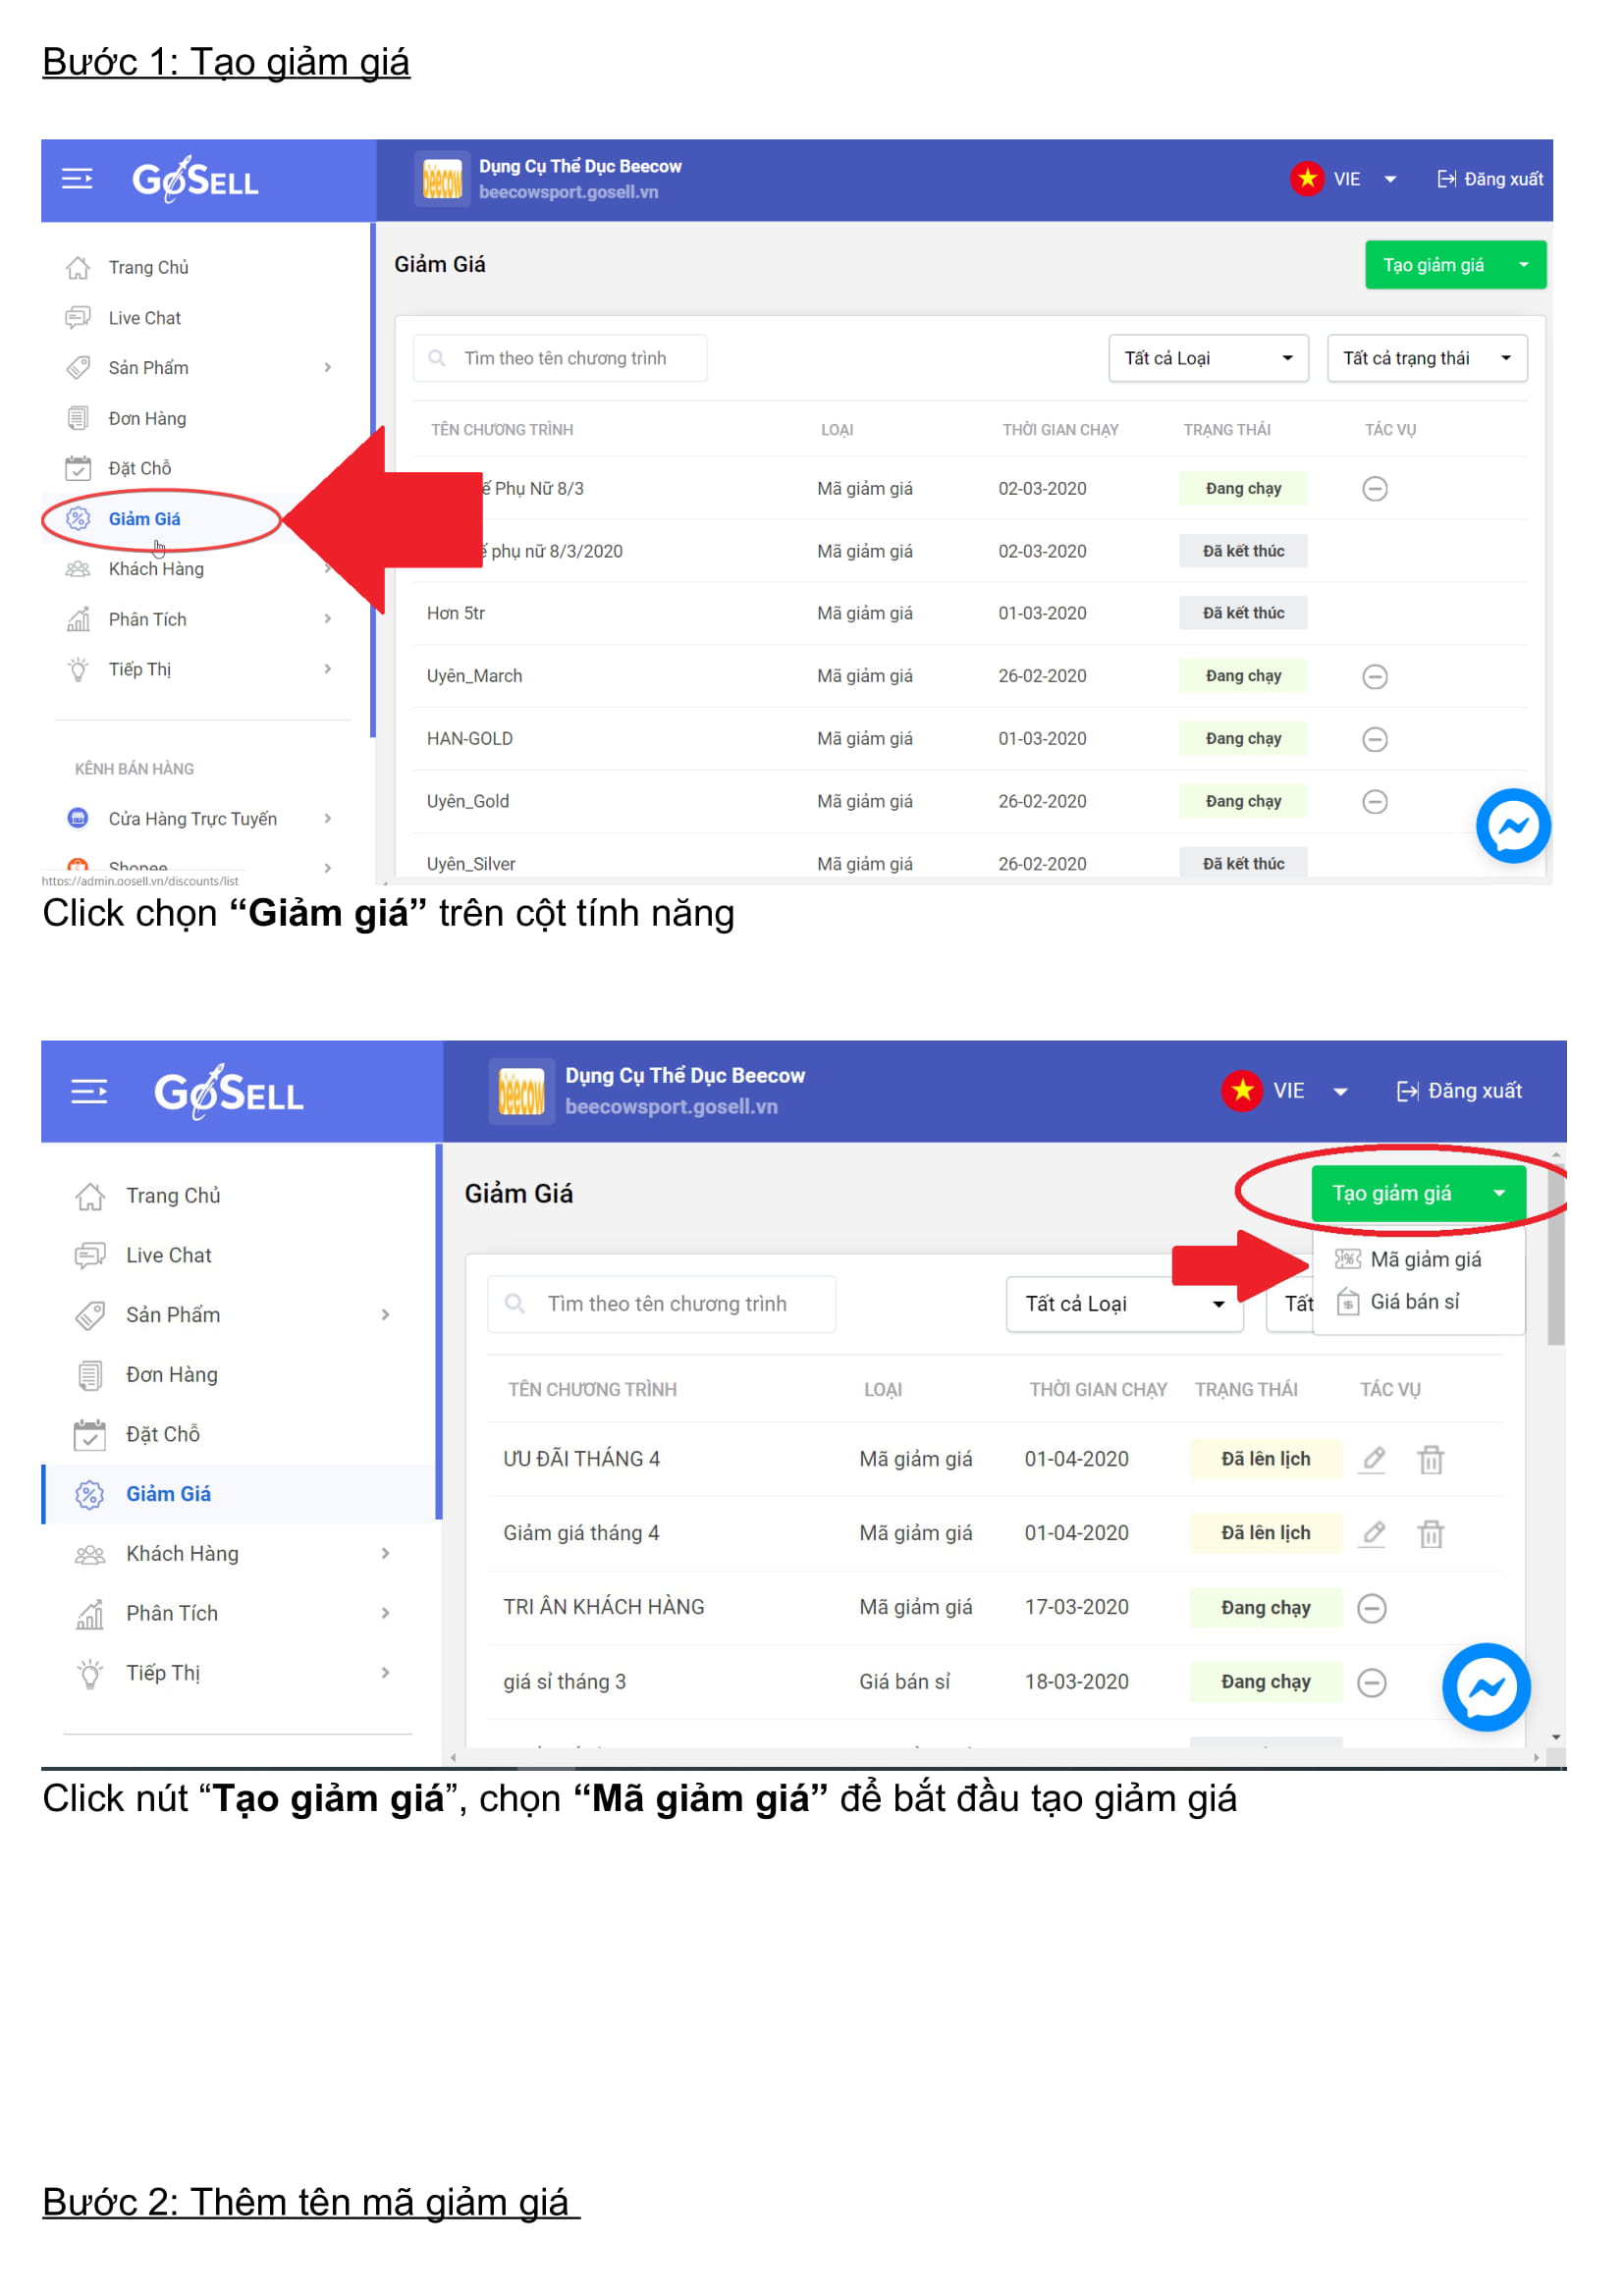 Bước 1: Tạo giảm giá
GoSELL
Dụng Cụ Thể Dục Beecow
beecowsport.gosell.vn
VIE
Đăng xuất
Trang Chủ
Live Chat
Sản Phẩm
Đơn Hàng
Đặt Chỗ
Giảm Giá
Khách Hàng
Phân Tích
Tiếp Thị
KÊNH BÁN HÀNG
Cửa Hàng Trực Tuyến
Shopee
https://admin.gosell.vn/discounts/list
Giảm Giá
Tạo giảm giá
Tìm theo tên chương trình
Tất cả Loại
Tất cả trạng thái
TÊN CHƯƠNG TRÌNH LOẠI THỜI GIAN CHẠY TRẠNG THÁI TÁC VỤ
Phụ Nữ 8/3 Mã giảm giá 02-03-2020 Đang chạy
phụ nữ 8/3/2020 Mã giảm giá 02-03-2020 Đã kết thúc
Hơn 5tr Mã giảm giá 01-03-2020 Đã kết thúc
Uyên_March Mã giảm giá 26-02-2020 Đang chạy
HAN-GOLD Mã giảm giá 01-03-2020 Đang chạy
Uyên_Gold Mã giảm giá 26-02-2020 Đang chạy
Uyên_Silver Mã giảm giá 26-02-2020 Đã kết thúc
Click chọn “Giảm giá” trên cột tính năng
GoSELL
beecow
Dụng Cụ Thể Dục Beecow
beecowsport.gosell.vn
VIE
Đăng xuất
Trang Chủ
Live Chat
Sản Phẩm
Đơn Hàng
Đặt Chỗ
Giảm Giá
Khách Hàng
Phân Tích
Tiếp Thị
Giảm Giá
Tạo giảm giá
Mã giảm giá
Giá bán sỉ
Tìm theo tên chương trình
Tất cả Loại
Tất
TÊN CHƯƠNG TRÌNH LOẠI THỜI GIAN CHẠY TRẠNG THÁI TÁC VỤ
ƯU ĐÃI THÁNG 4 Mã giảm giá 01-04-2020 Đã lên lịch
Giảm giá tháng 4 Mã giảm giá 01-04-2020 Đã lên lịch
TRI ÂN KHÁCH HÀNG Mã giảm giá 17-03-2020 Đang chạy
giá sỉ tháng 3 Giá bán sỉ 18-03-2020 Đang chạy
Click nút “Tạo giảm giá”, chọn “Mã giảm giá” để bắt đầu tạo giảm giá
Bước 2: Thêm tên mã giảm giá